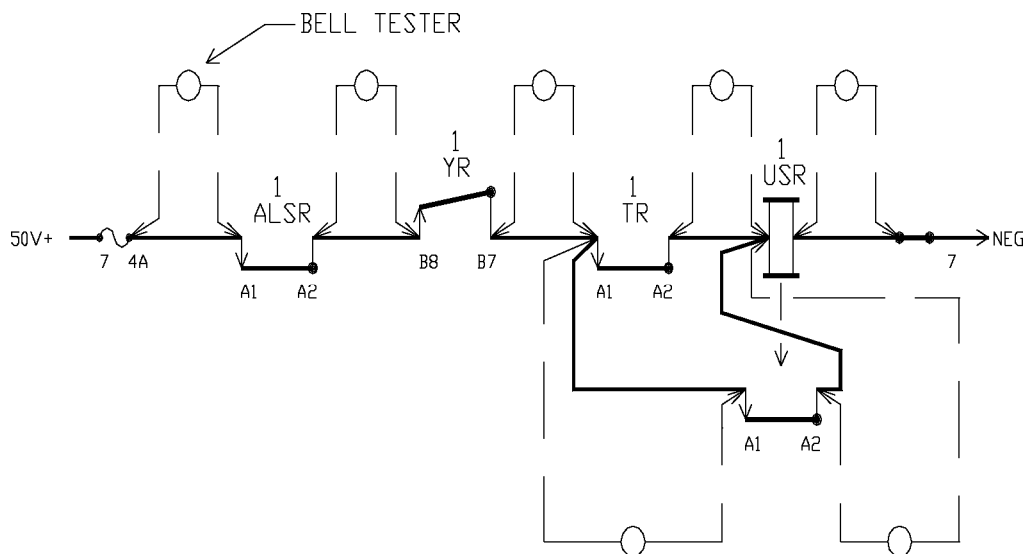 BELL TESTER
1
YR
1
USR
1
ALSR
1
TR
50V+
NEG
7
4A
B8
B7
7
A1
A2
A1
A2
A1
A2